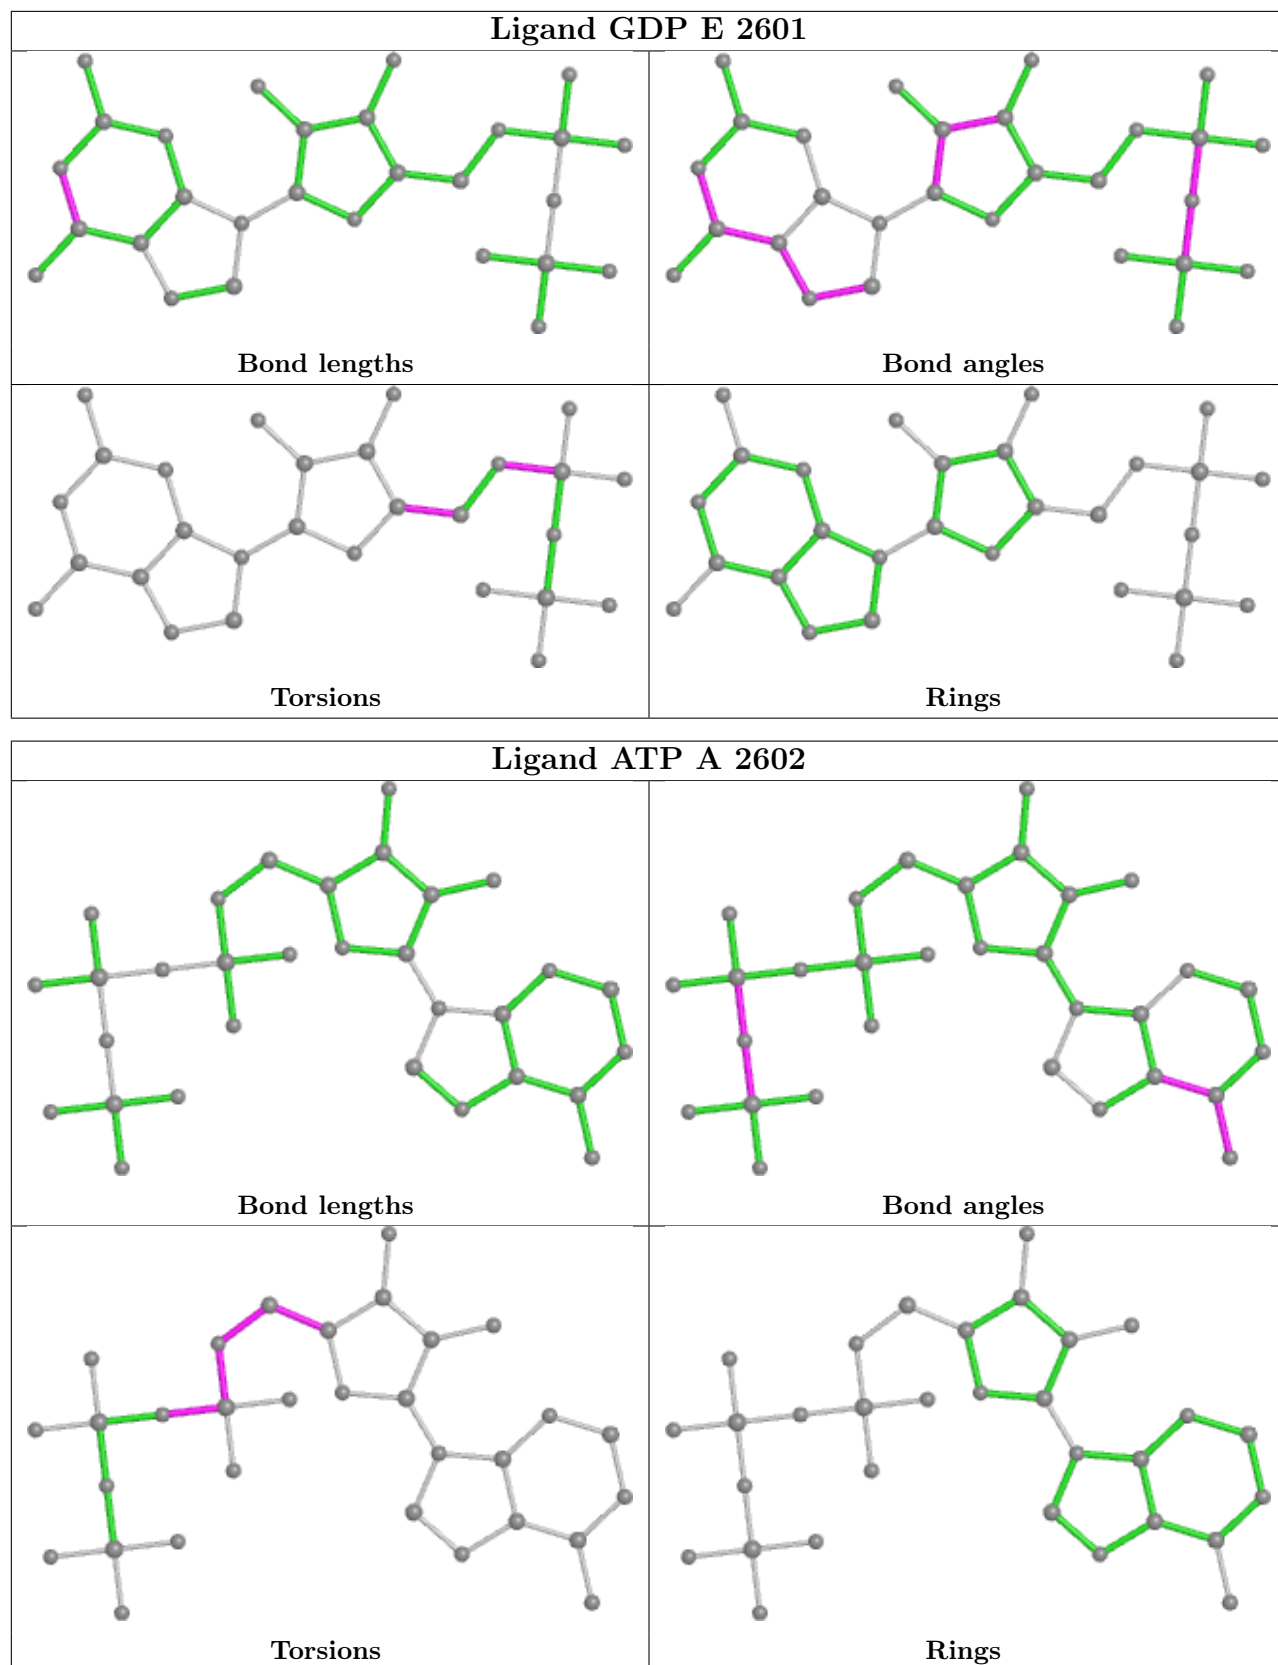 Ligand GDP E 2601
Bond lengths
Bond angles
Torsions
Rings
Ligand ATP A 2602
Bond lengths
Bond angles
Torsions
Rings